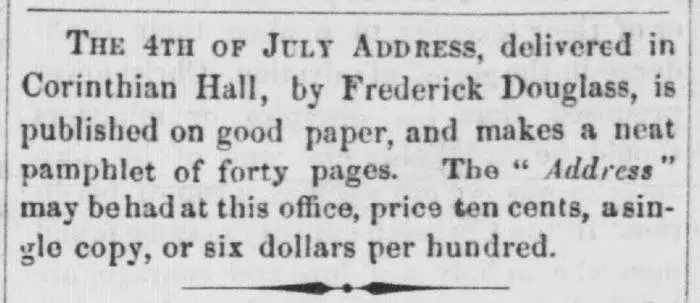 The 4th of July Address, delivered in
Corinthian Hall, by Frederick Douglass, is
published on good paper, and makes a neat
pamphlet of forty pages. The "Address"
may be had at this office, price ten cents, a sin-
gle copy, or six dollars per hundred.